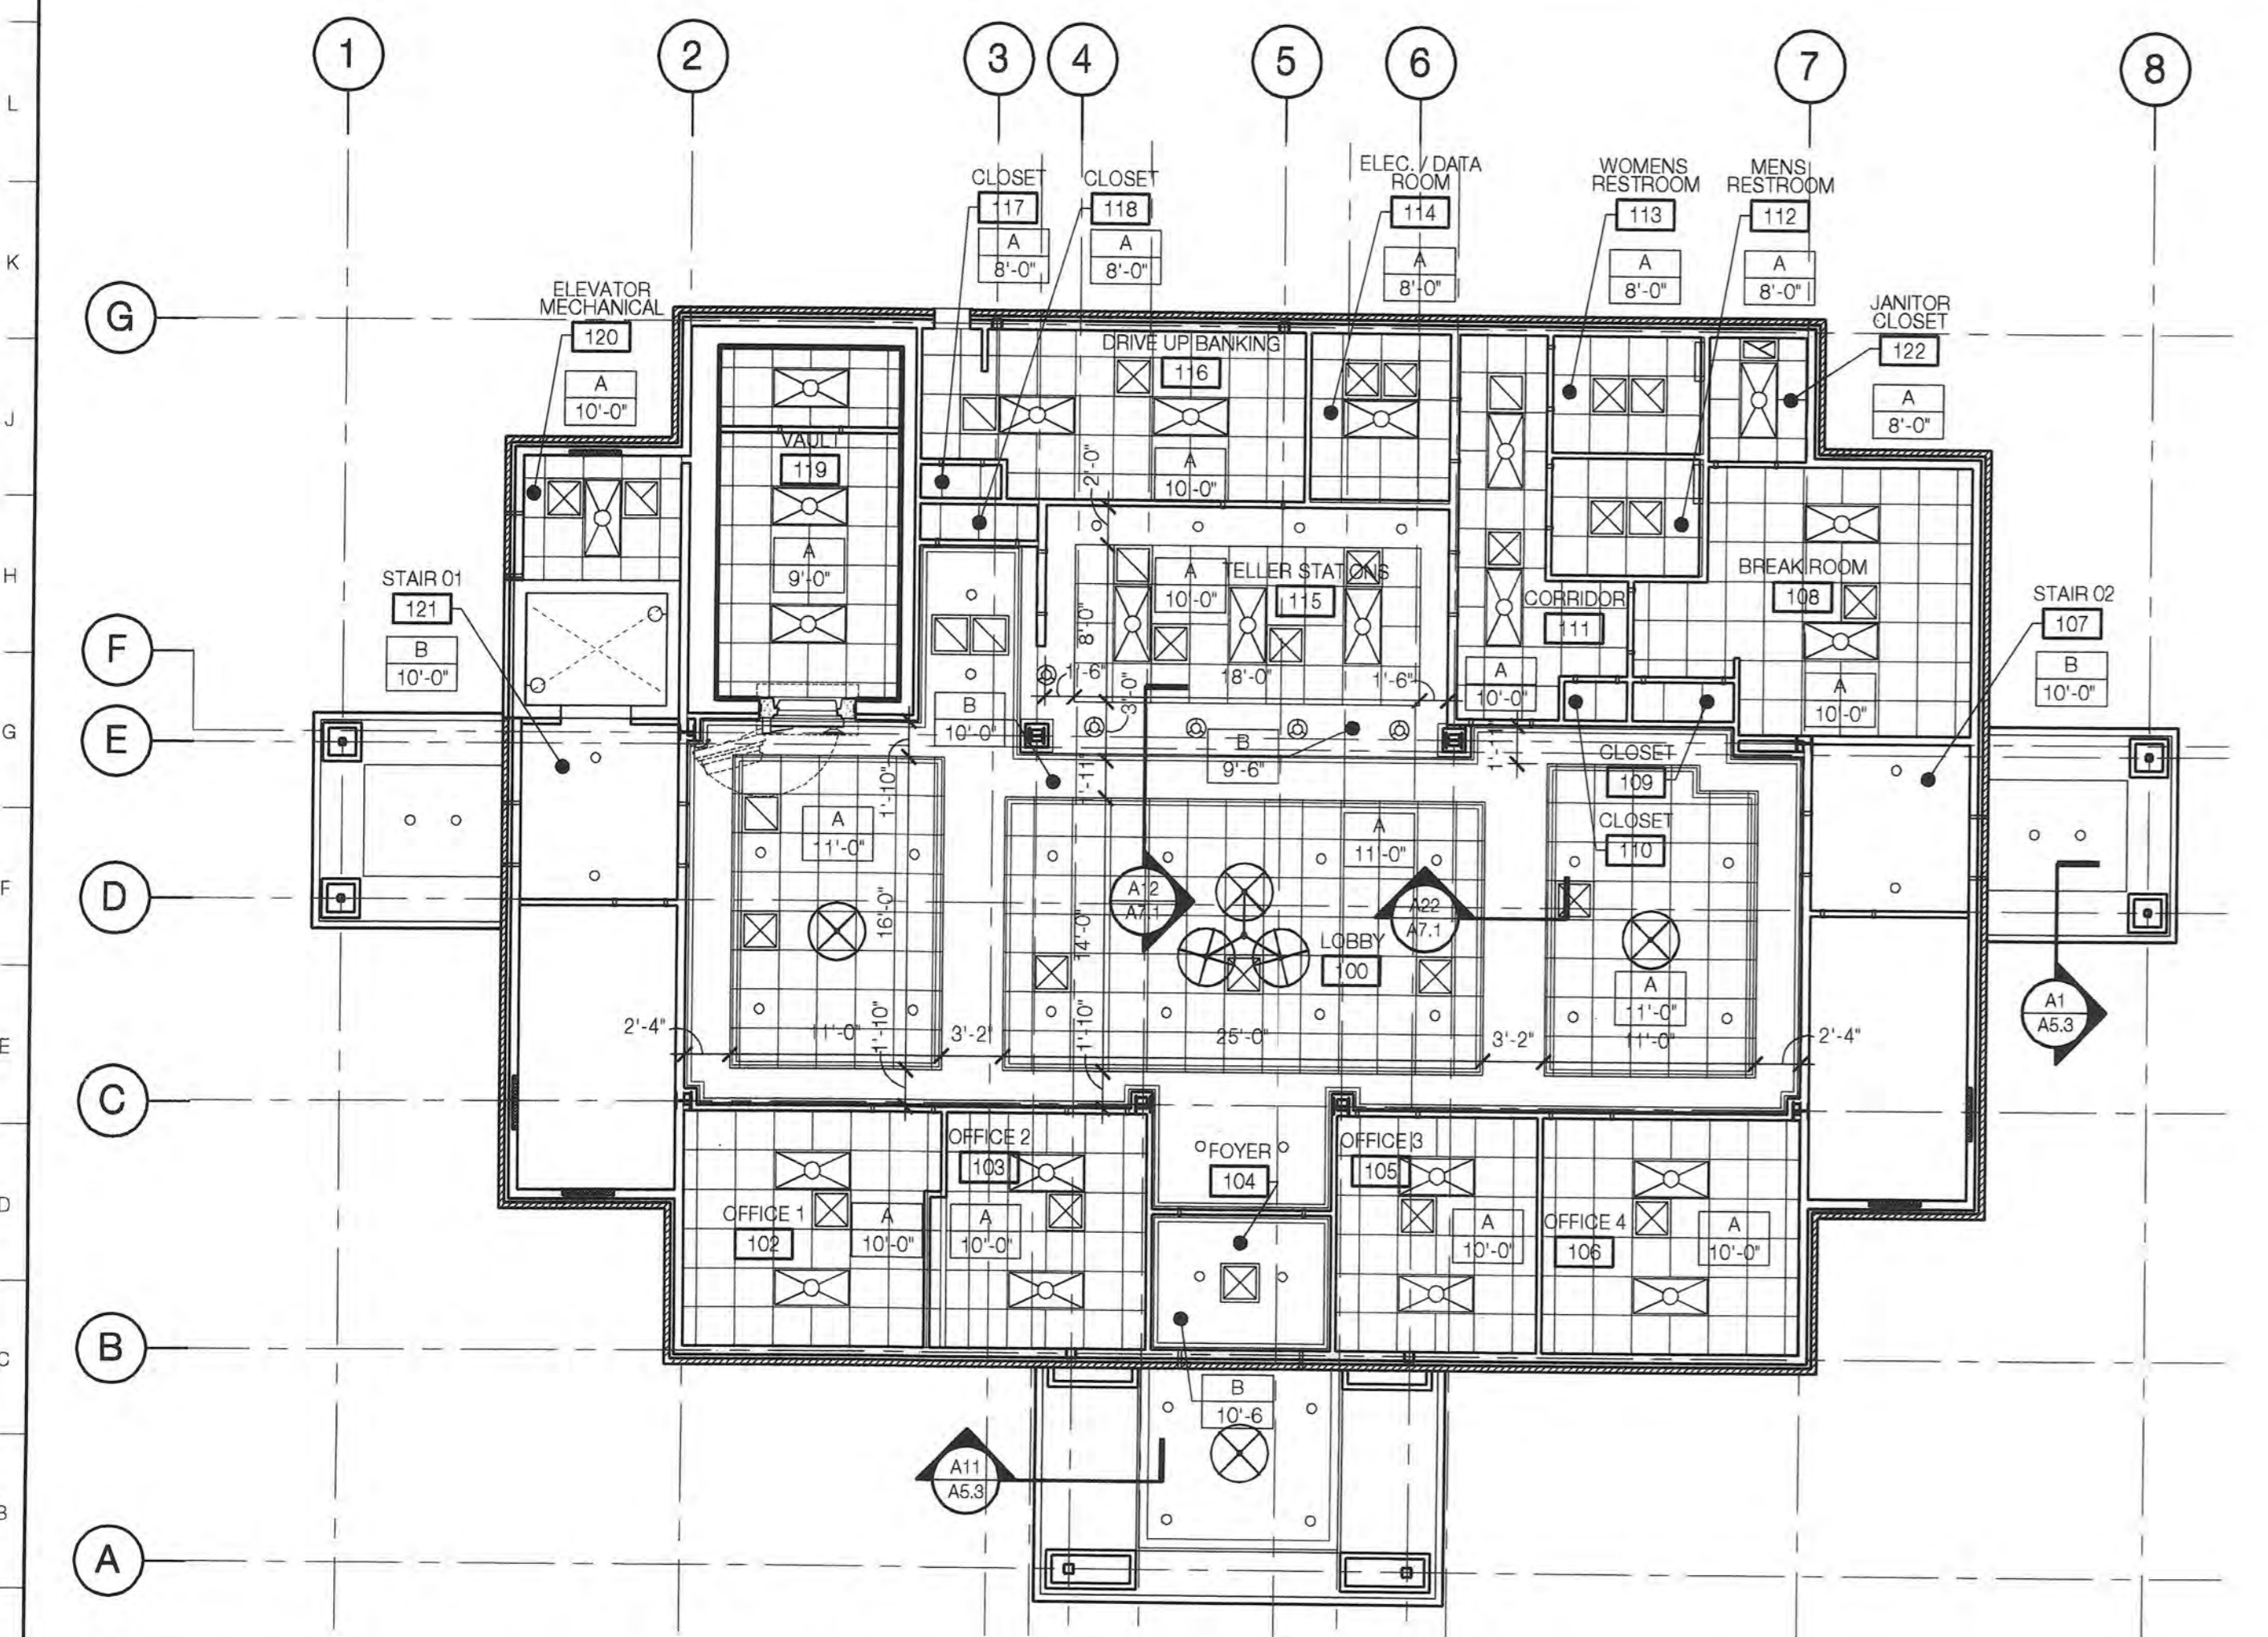 1
2
3
4
5
6
7
8
L
K
J
H
G
F
E
D
C
B
G
F
E
D
C
B
A
CLOSET
117
A
8'-0"
CLOSET
118
A
8'-0"
ELEC. / DATA
ROOM
114
A
8'-0"
WOMENS
RESTROOM
113
A
8'-0"
MENS
RESTROOM
112
A
8'-0"
JANITOR
CLOSET
122
A
8'-0"
ELEVATOR
MECHANICAL
120
A
10'-0"
DRIVE UP BANKING
116
A
10'-0"
VAULT
119
A
9'-0"
2'-0"
STAIR 01
121
B
10'-0"
A
10'-0"
TELLER STATIONS
115
8'-0"
1'-6"
18'-0"
1'-6"
3'-0"
B
10'-0"
B
9'-6"
CORRIDOR
111
A
10'-0"
BREAK ROOM
108
A
10'-0"
STAIR 02
107
B
10'-0"
CLOSET
109
CLOSET
110
1'-10"
1'-11"
1'-11"
A
11'-0"
A
11'-0"
16'-0"
14'-0"
A12
A7.1
A22
A7.1
LOBBY
100
A
11'-0"
A1
A5.3
2'-4"
11'-0"
1'-10"
3'-2"
1'-10"
25'-0"
3'-2"
11'-0"
2'-4"
OFFICE 1
102
A
10'-0"
OFFICE 2
103
A
10'-0"
FOYER
104
OFFICE 3
105
A
10'-0"
OFFICE 4
106
A
10'-0"
B
10'-6
A11
A5.3